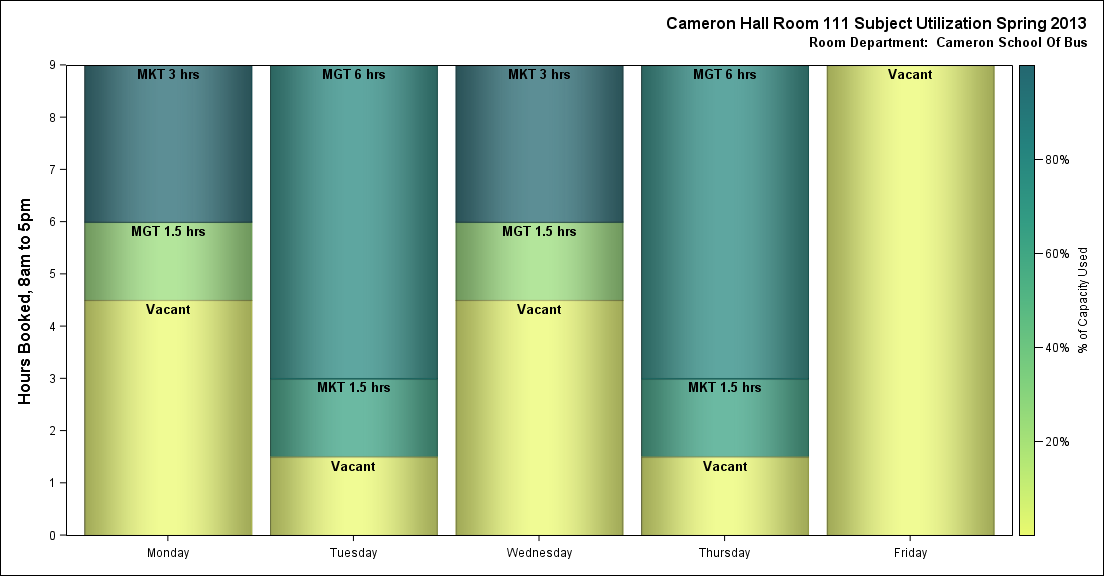 Cameron Hall Room 111 Subject Utilization Spring 2013
Room Department:  Cameron School Of Bus
Hours Booked, 8am to 5pm
9
8
7
6
5
4
3
2
1
0
MKT 3 hrs
MGT 1.5 hrs
Vacant
MGT 6 hrs
MKT 1.5 hrs
Vacant
MKT 3 hrs
MGT 1.5 hrs
Vacant
MGT 6 hrs
MKT 1.5 hrs
Vacant
Vacant
Monday
Tuesday
Wednesday
Thursday
Friday
80%
60%
40%
20%
% of Capacity Used